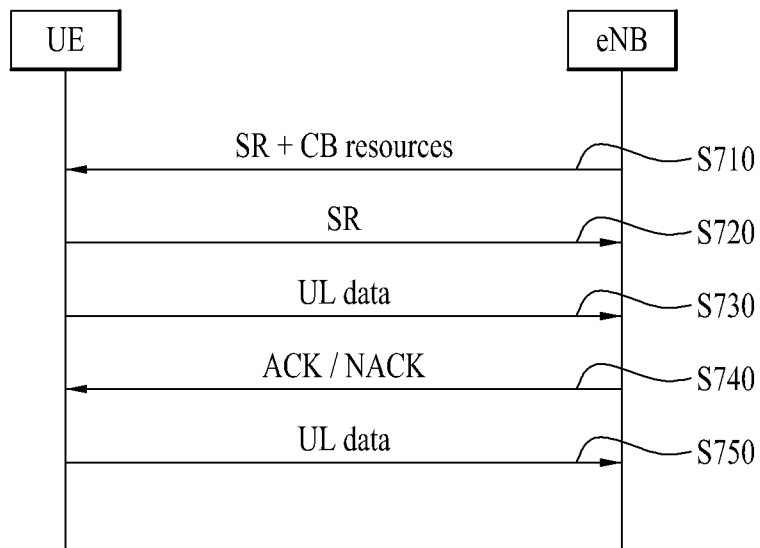 UE
eNB
SR + CB resources
S710
SR
S720
UL data
S730
ACK / NACK
S740
UL data
S750